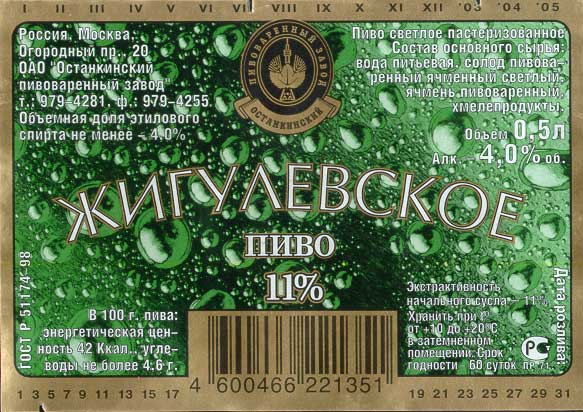 I II III IV V VI VII VIII IX X XI XII '03 '04 '05
Россия, Москва,
Огородный пр., 20
ОАО "Останкинский
пивоваренный завод"
т.: 979-4281. ф.: 979-4255
Объемная доля этилового
спирта не менее - 4,0%
ПИВОВАРЕННЫЙ ЗАВОД
ОСТАНКИНСКИЙ
Пиво светлое пастеризованное
Состав основного сырья:
вода питьевая, солод пивова-
ренный ячменный светлый,
ячмень пивоваренный,
хмелепродукты.
Объем 0,5л
Алк. - 4,0% об.
ЖИГУЛЕВСКОЕ
ПИВО
11%
ГОСТ Р 51174-98
В 100 г. пива:
энергетическая цен-
ность 42 Ккал., угле-
воды не более 4.6 г.
4 600466 221351
Экстрактивность
начального сусла - 11%
Хранить при t°
от +10 до +20°С
в затемненном
помещении. Срок
годности 60 суток
РС
ПР 71
Дата розлива:
1 3 5 7 9 11 13 15 17
19 21 23 25 27 29 31